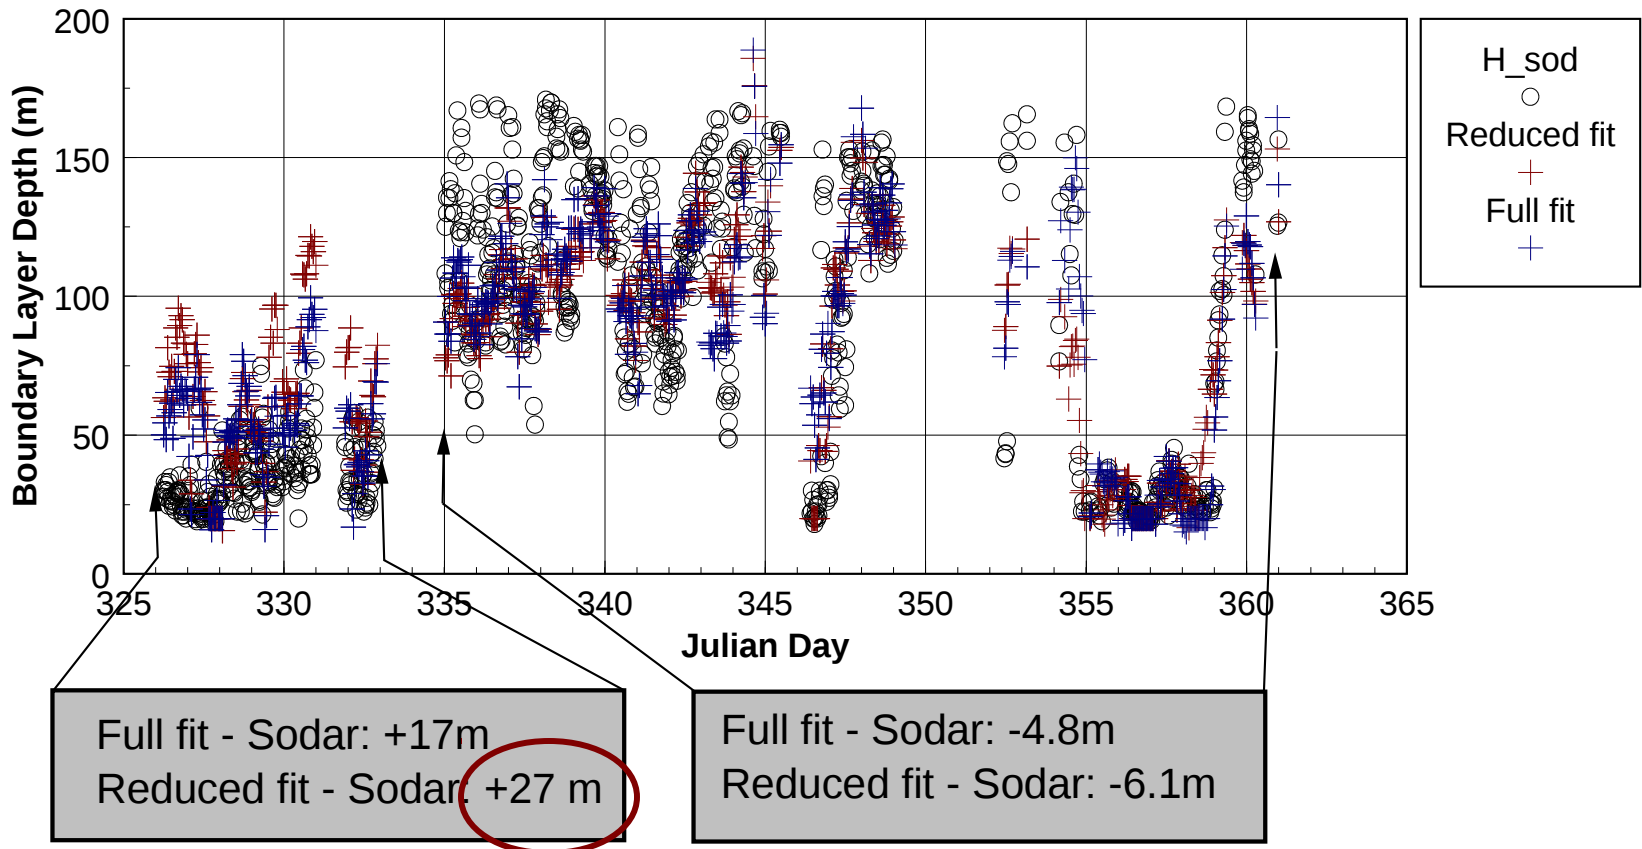 200
150
100
50
0
Boundary Layer Depth (m)
325 330 335 340 345 350 355 360 365
Julian Day
H_sod
Reduced fit
Full fit
Full fit - Sodar: +17m
Reduced fit - Sodar: +27 m
Full fit - Sodar: -4.8m
Reduced fit - Sodar: -6.1m